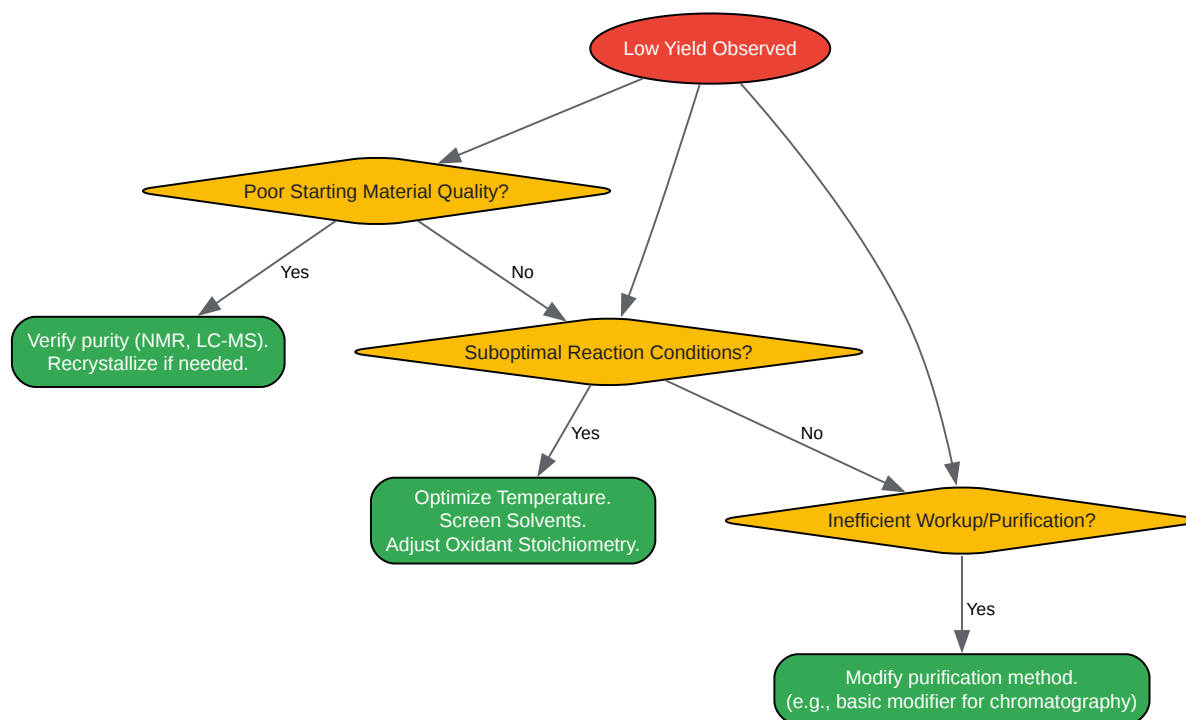 Low Yield Observed
Poor Starting Material Quality?
Yes
No
Verify purity (NMR, LC-MS).
Recrystallize if needed.
Suboptimal Reaction Conditions?
Yes
No
Optimize Temperature.
Screen Solvents.
Adjust Oxidant Stoichiometry.
Inefficient Workup/Purification?
Yes
Modify purification method.
(e.g., basic modifier for chromatography)